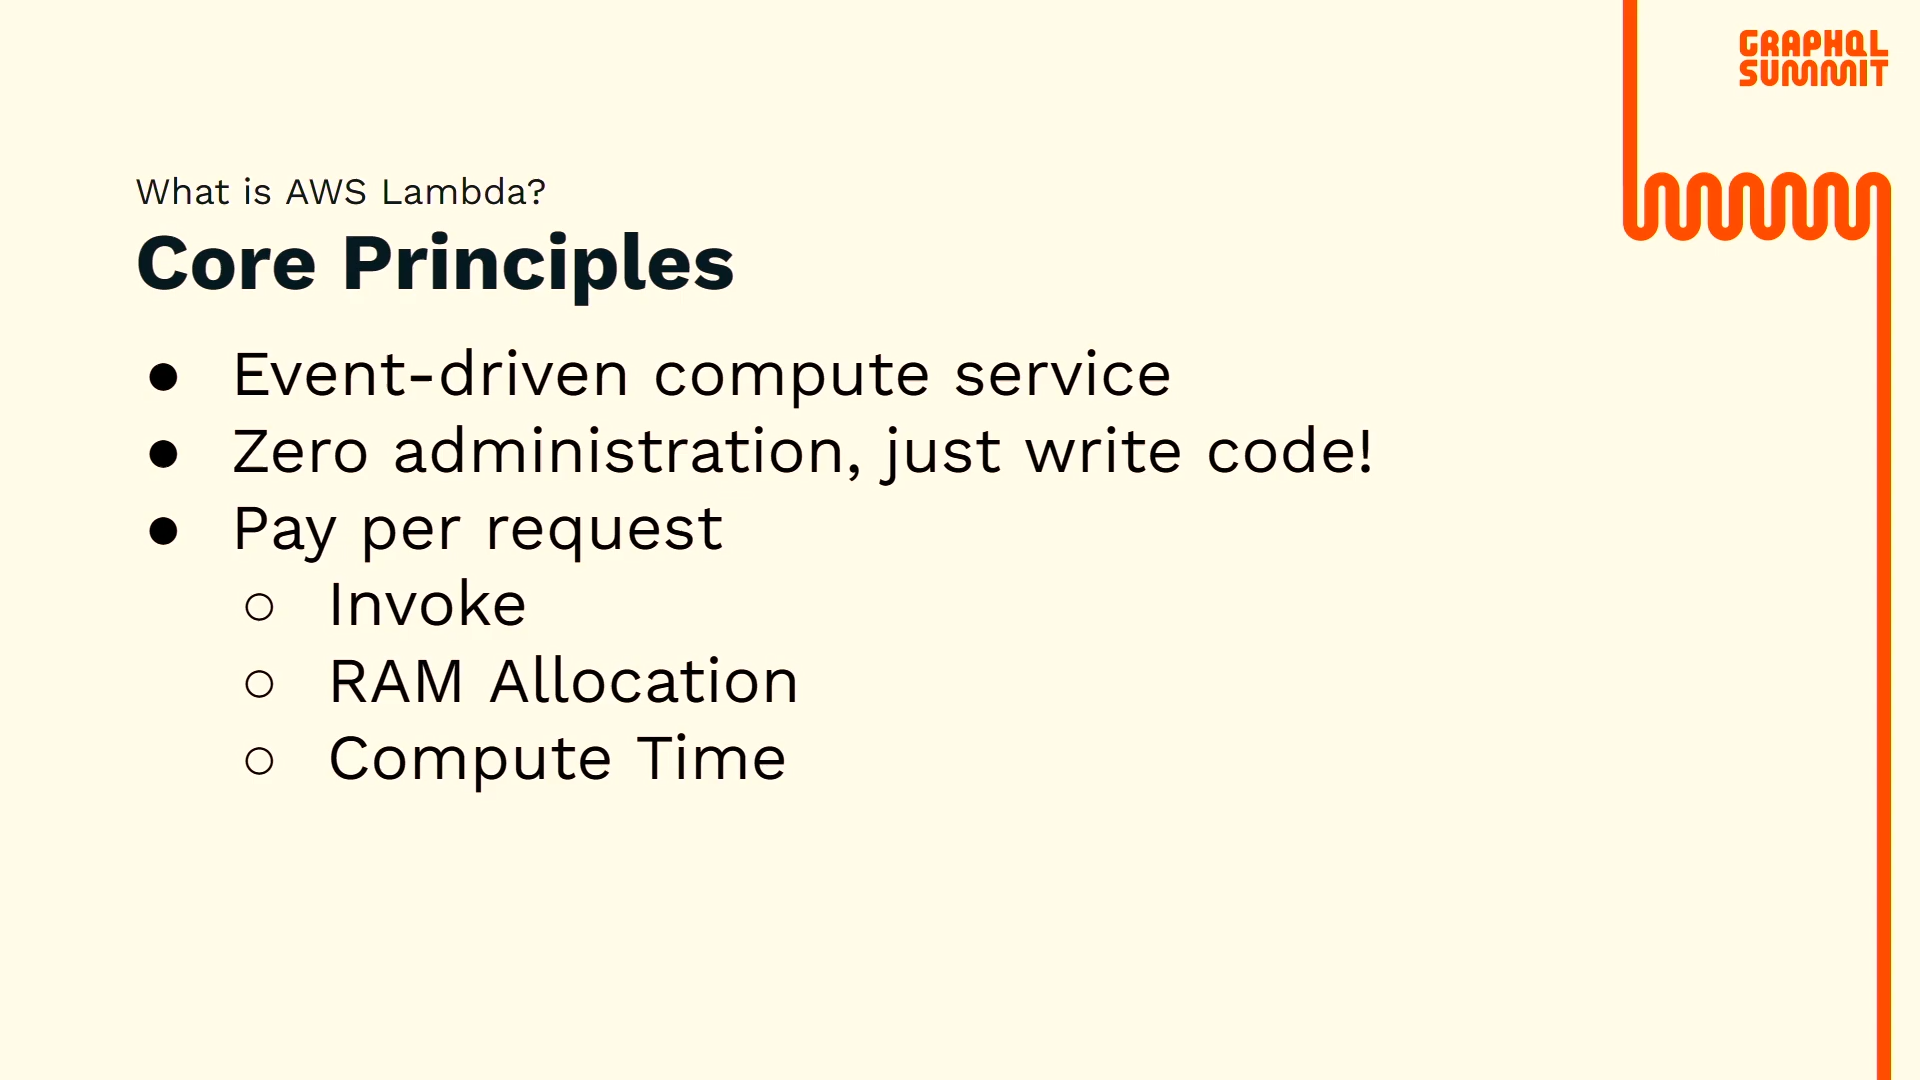 GRAPHQL
SUMMIT
What is AWS Lambda?
Core Principles
● Event-driven compute service
● Zero administration, just write code!
● Pay per request
○ Invoke
○ RAM Allocation
○ Compute Time